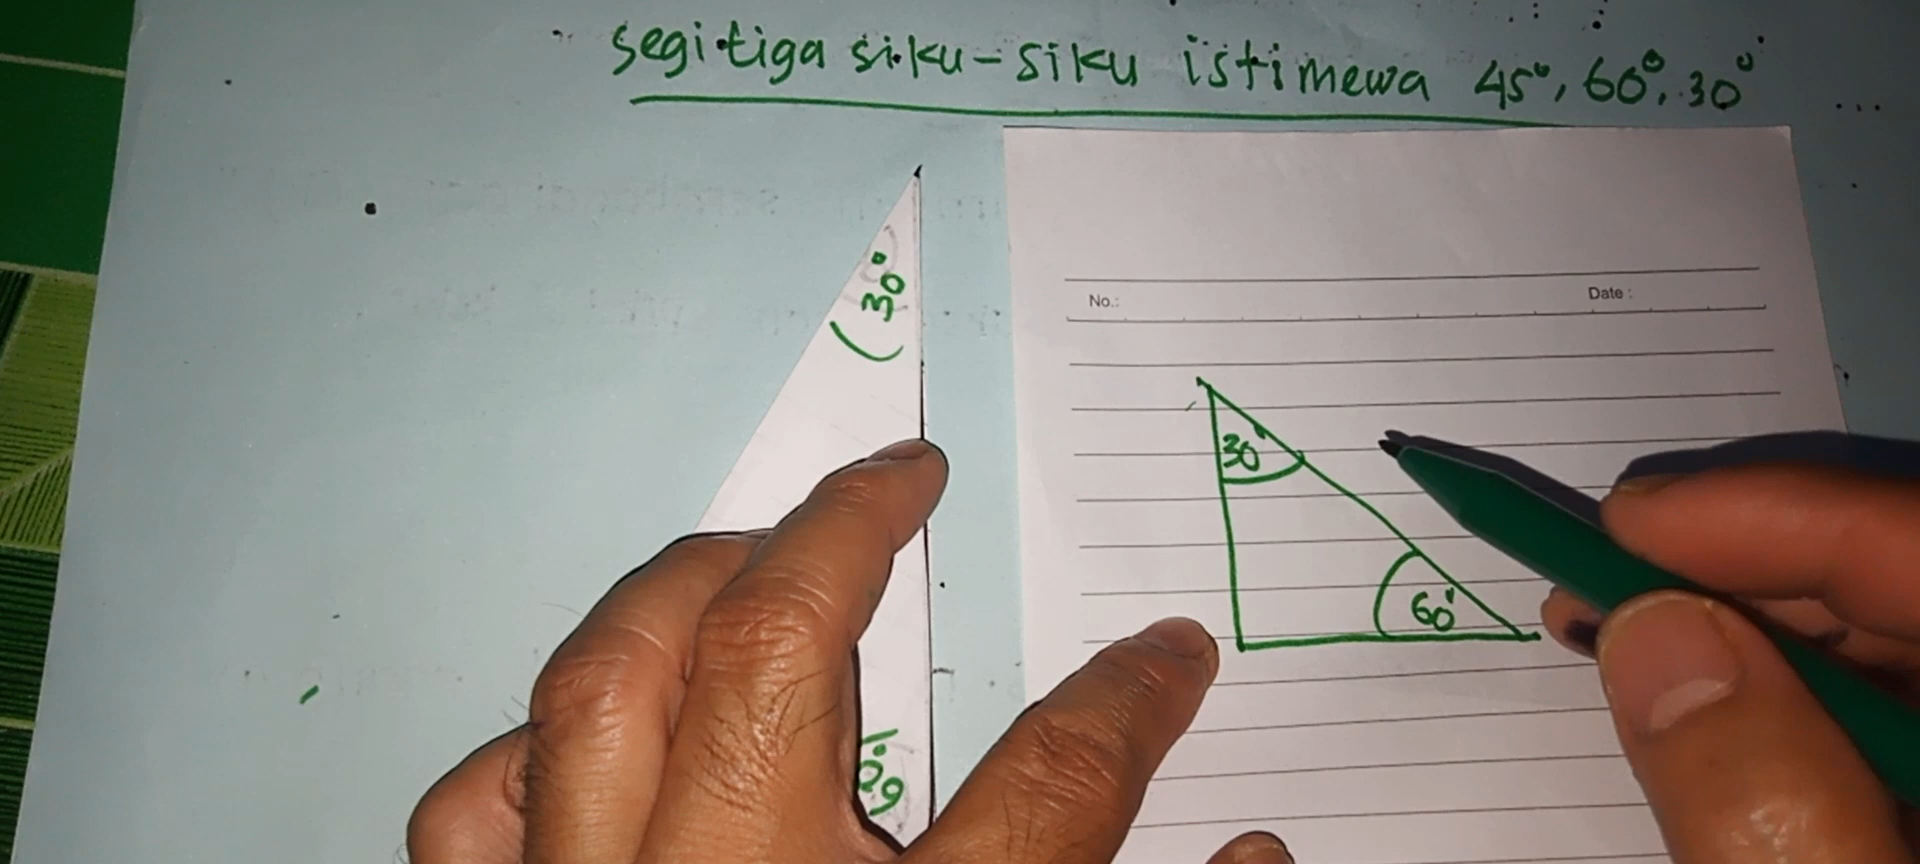 segitiga siku-siku istimewa 45°, 60°, 30°
30°
No.:
Date :
30°
60°
60°